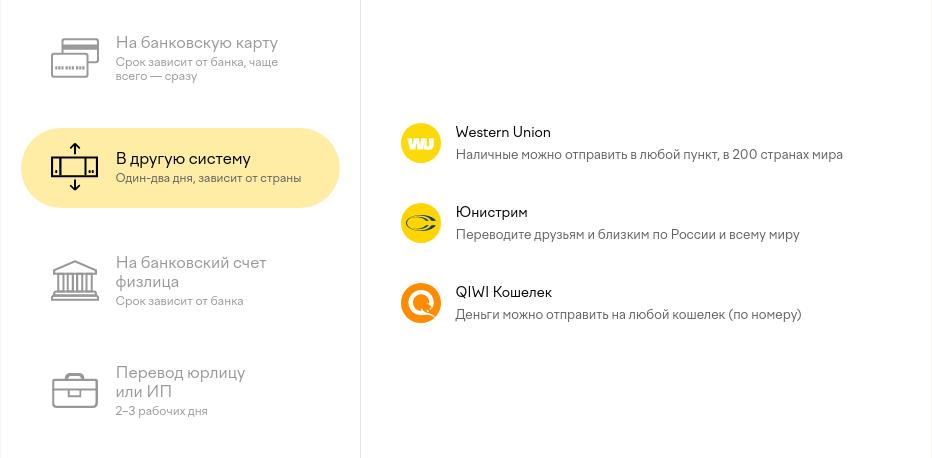 На банковскую карту
Срок зависит от банка, чаще
всего — сразу
В другую систему
Один-два дня, зависит от страны
На банковский счет
физлица
Срок зависит от банка
Перевод юрлицу
или ИП
2–3 рабочих дня
WU
Western Union
Наличные можно отправить в любой пункт, в 200 странах мира
Юнистрим
Переводите друзьям и близким по России и всему миру
QIWI Кошелек
Деньги можно отправить на любой кошелек (по номеру)